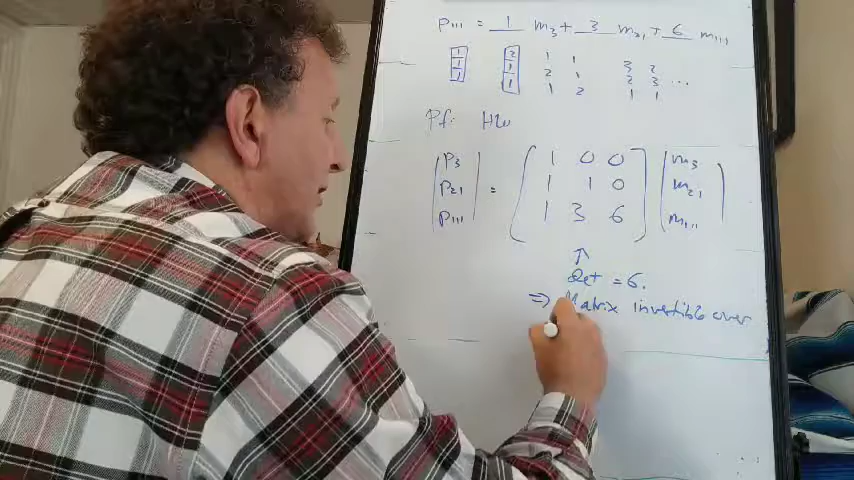 P111 = 1 m3 + 3 m21 + 6 m111
1 2 1 1 3 2
1 1 2 1 2 3 ...
1 1 1 2 1 1
Pf: HW
P3 1 0 0 m3
P21 = 1 1 0 m21
P111 1 3 6 m111
↑
Det = 6.
⇒ Matrix invertible over